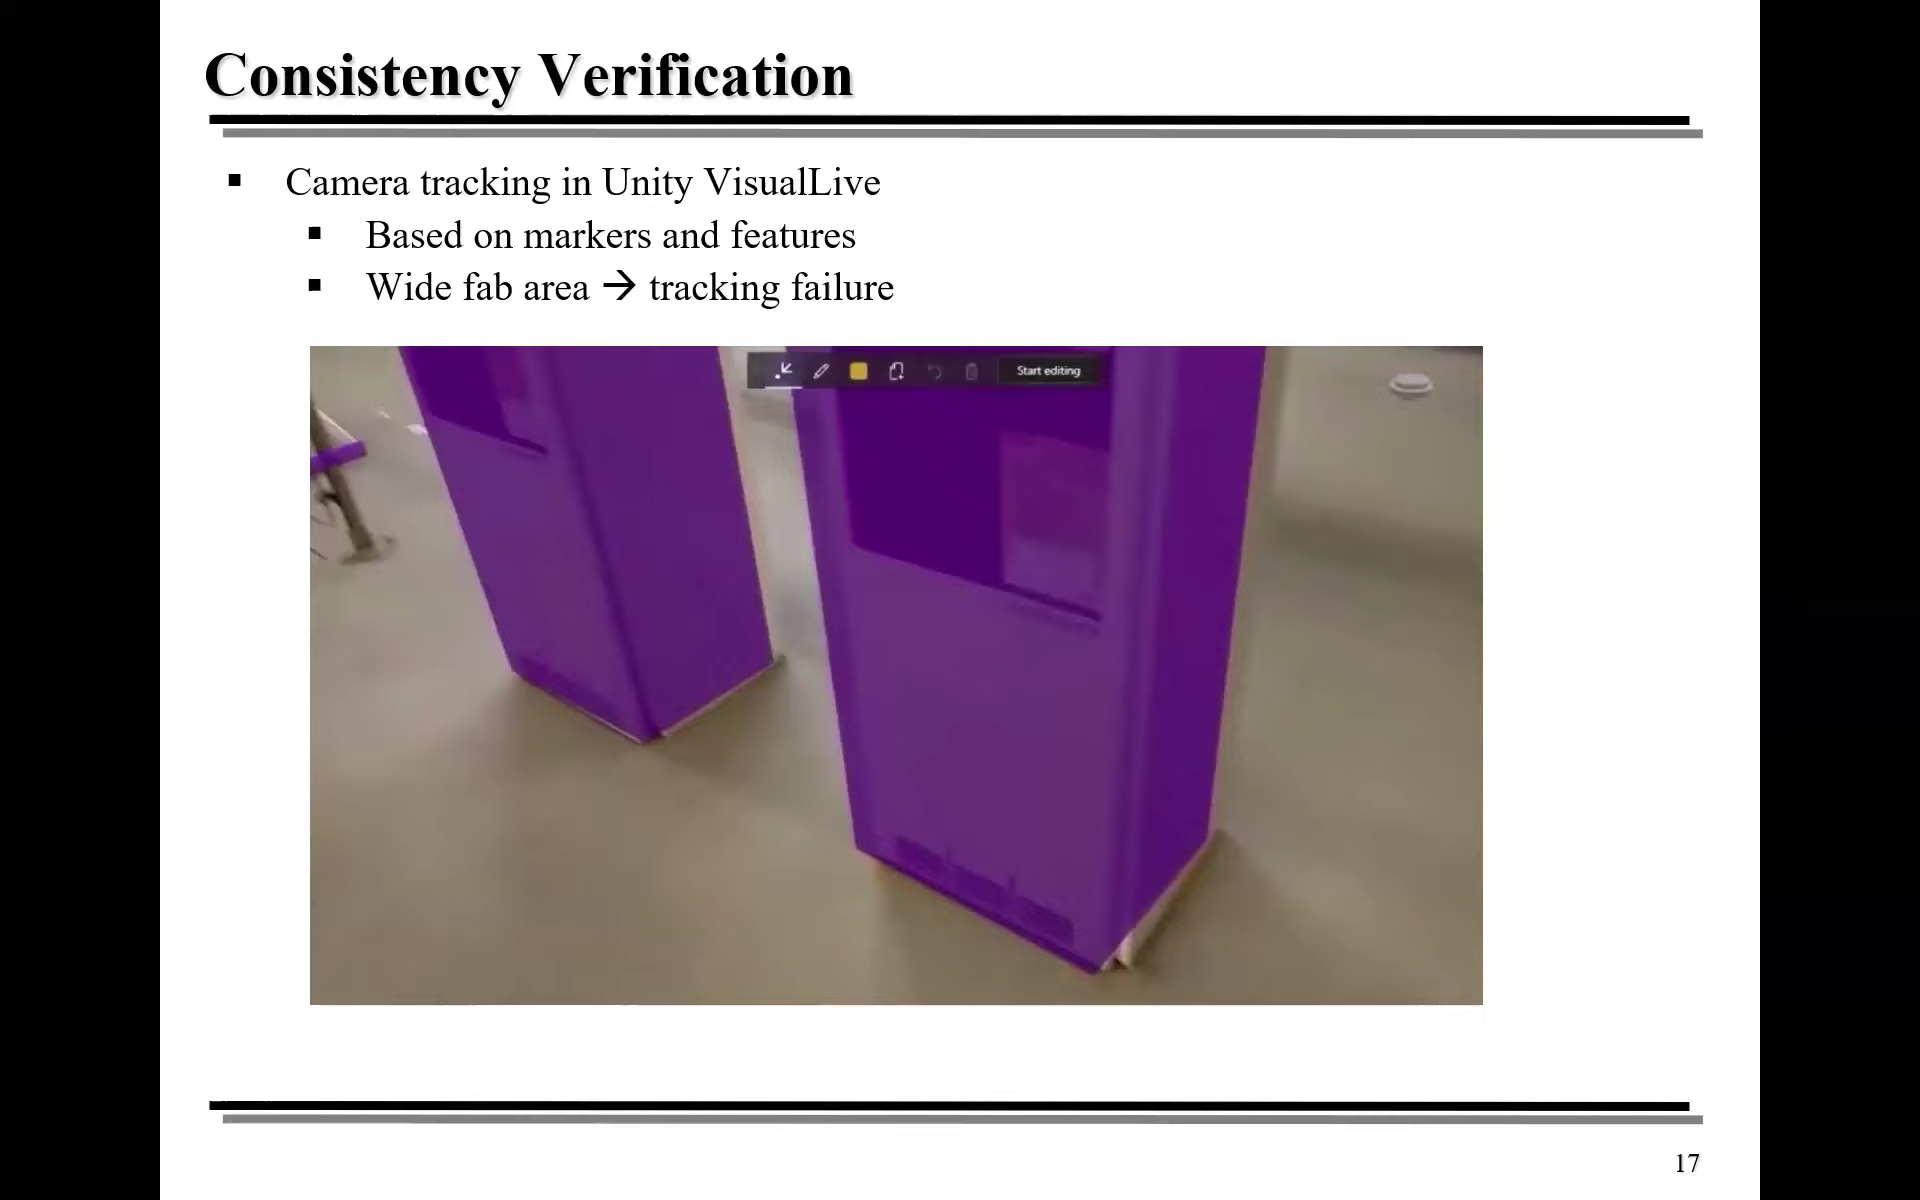 Consistency Verification
▪ Camera tracking in Unity VisualLive
▪ Based on markers and features
▪ Wide fab area → tracking failure
Start editing
17